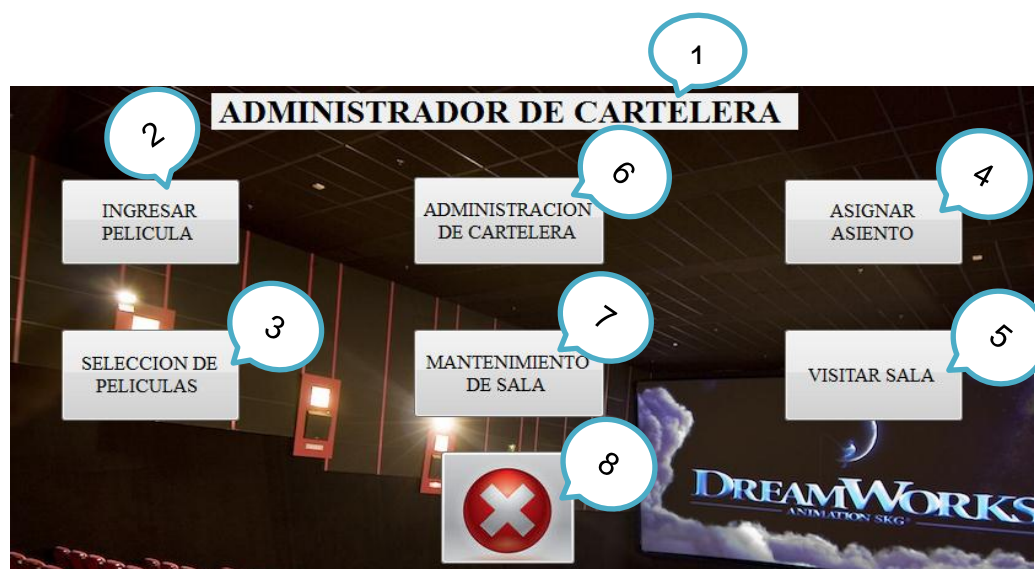 1
ADMINISTRADOR DE CARTELERA
2
6
4
INGRESAR
PELICULA
ADMINISTRACION
DE CARTELERA
ASIGNAR
ASIENTO
3
7
5
SELECCION DE
PELICULAS
MANTENIMIENTO
DE SALA
VISITAR SALA
8
DREAMWORKS
ANIMATION SKG